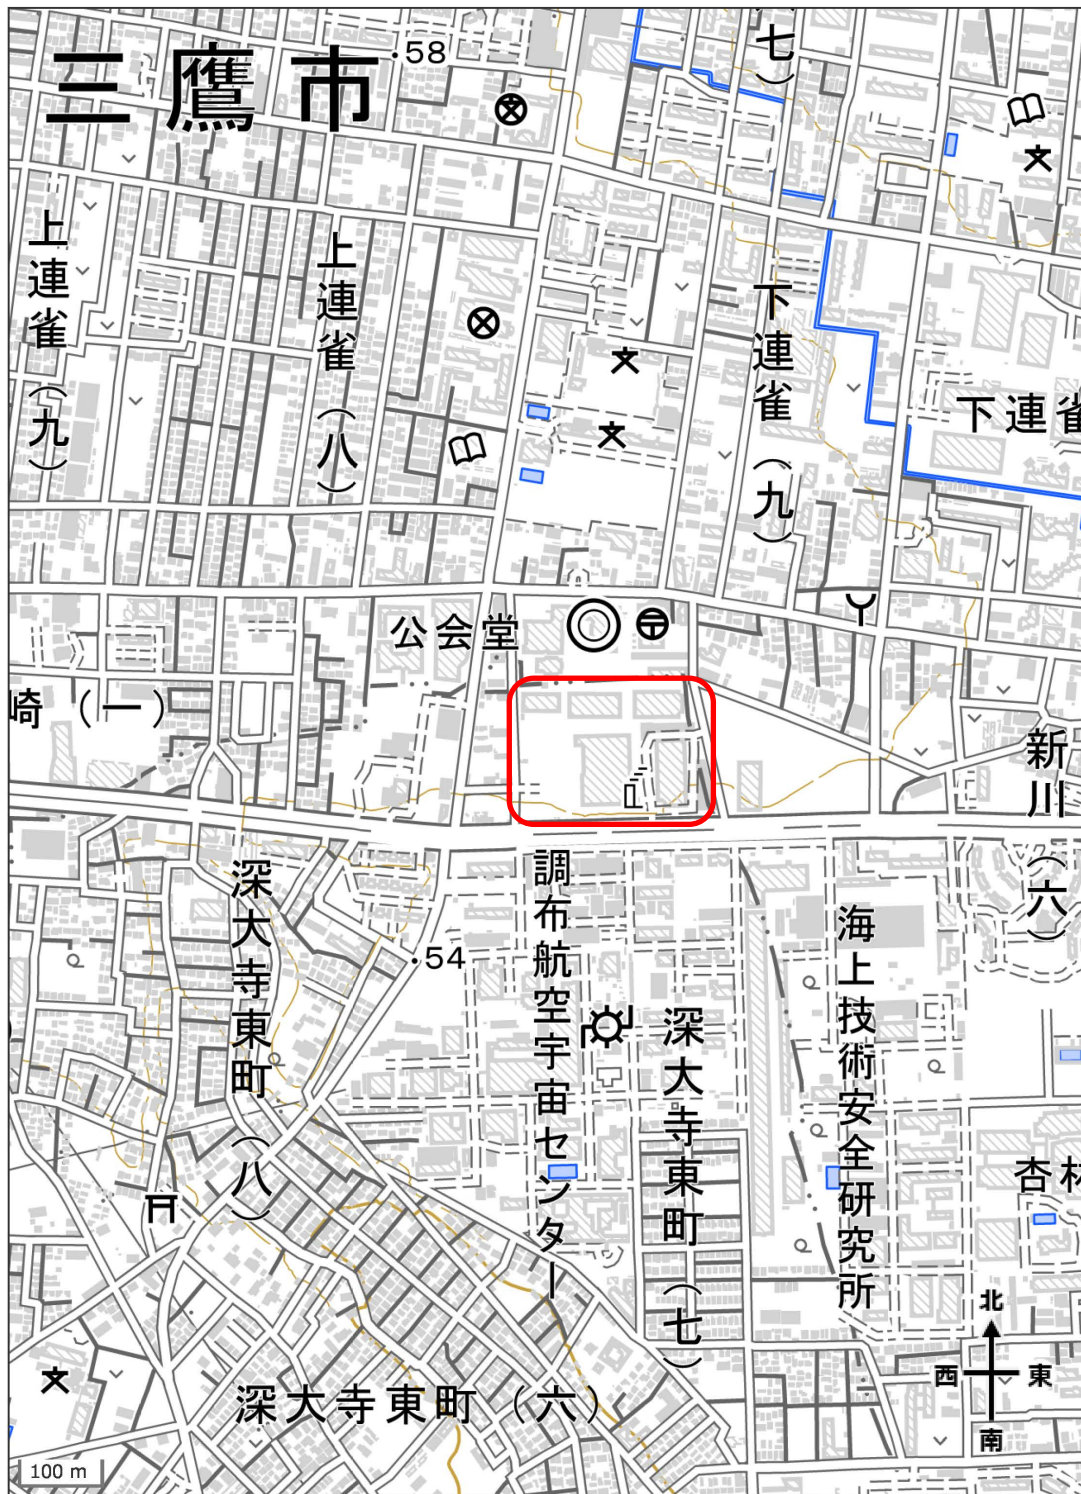 三鷹市
・58
七)
上連雀(九)
上連雀(八)
下連雀(九)
下連雀
公会堂
崎(一)
新川(六)
深大寺東町(八)
・54
調布航空宇宙センター
深大寺東町(七)
海上技術安全研究所
杏林
深大寺東町(六)
北
西 東
南
100 m